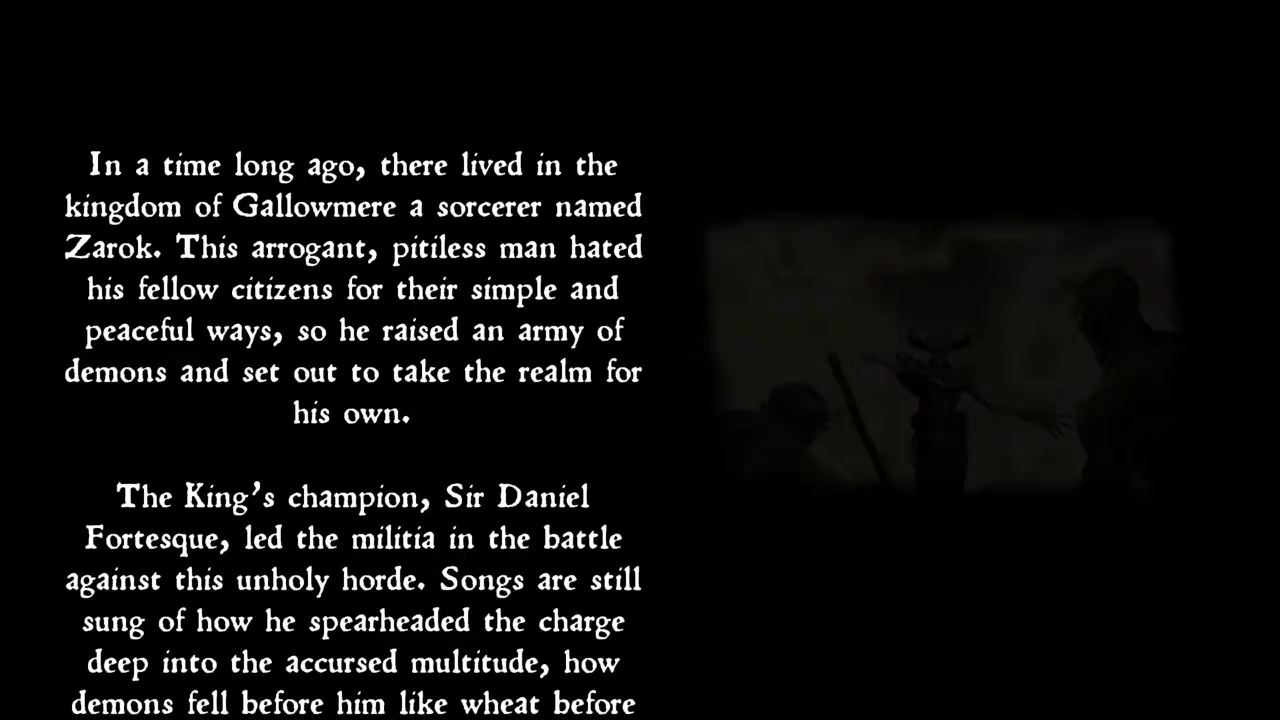 In a time long ago, there lived in the
kingdom of Gallowmere a sorcerer named
Zarok. This arrogant, pitiless man hated
his fellow citizens for their simple and
peaceful ways, so he raised an army of
demons and set out to take the realm for
his own.
The King's champion, Sir Daniel
Fortesque, led the militia in the battle
against this unholy horde. Songs are still
sung of how he spearheaded the charge
deep into the accursed multitude, how
demons fell before him like wheat before